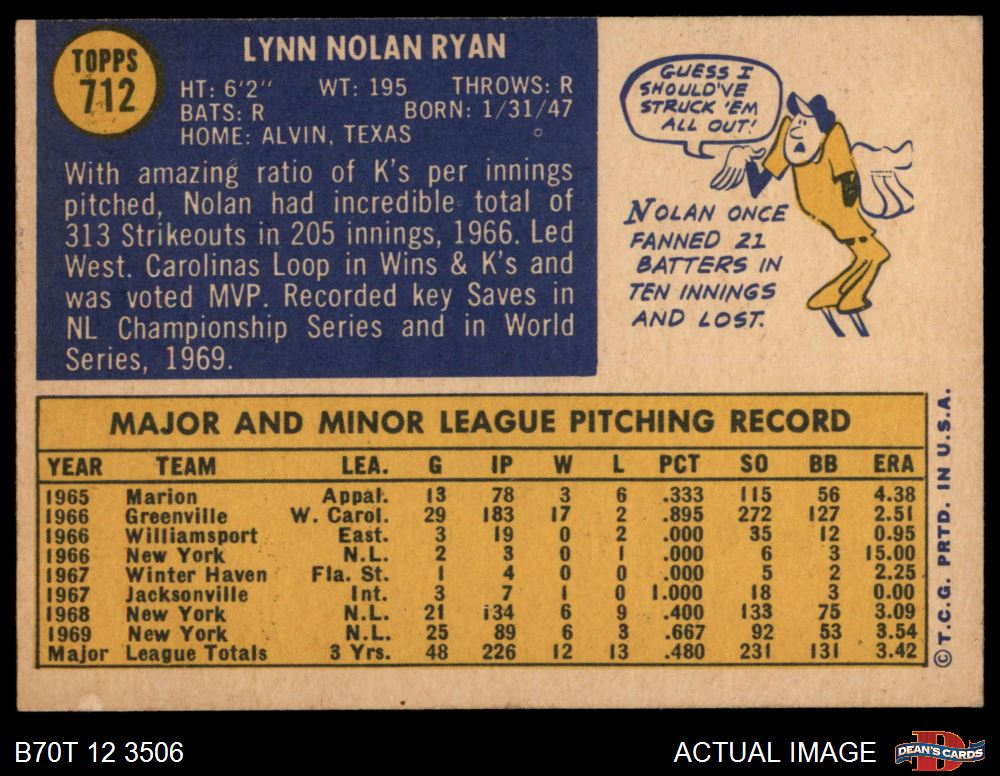 TOPPS
712
LYNN NOLAN RYAN
HT: 6'2" WT: 195 THROWS: R
BATS: R BORN: 1/31/47
HOME: ALVIN, TEXAS
With amazing ratio of K's per innings
pitched, Nolan had incredible total of
313 Strikeouts in 205 innings, 1966. Led
West. Carolinas Loop in Wins & K's and
was voted MVP. Recorded key Saves in
NL Championship Series and in World
Series, 1969.
GUESS I
SHOULD'VE
STRUCK 'EM
ALL OUT!
NOLAN ONCE
FANNED 21
BATTERS IN
TEN INNINGS
AND LOST.
MAJOR AND MINOR LEAGUE PITCHING RECORD
YEAR TEAM LEA. G IP W L PCT SO BB ERA
1965 Marion Appal. 13 78 3 6 .333 115 56 4.38
1966 Greenville W. Carol. 29 183 17 2 .895 272 127 2.51
1966 Williamsport East. 3 19 0 2 .000 35 12 0.95
1966 New York N.L. 2 3 0 1 .000 6 3 15.00
1967 Winter Haven Fla. St. 1 4 0 0 .000 5 2 2.25
1967 Jacksonville Int. 3 7 1 0 1.000 18 3 0.00
1968 New York N.L. 21 134 6 9 .400 133 75 3.09
1969 New York N.L. 25 89 6 3 .667 92 53 3.54
Major League Totals 3 Yrs. 48 226 12 13 .480 231 131 3.42
© T.C.G. PRTD. IN U.S.A.
B70T 12 3506
ACTUAL IMAGE
D
DEAN'S CARDS